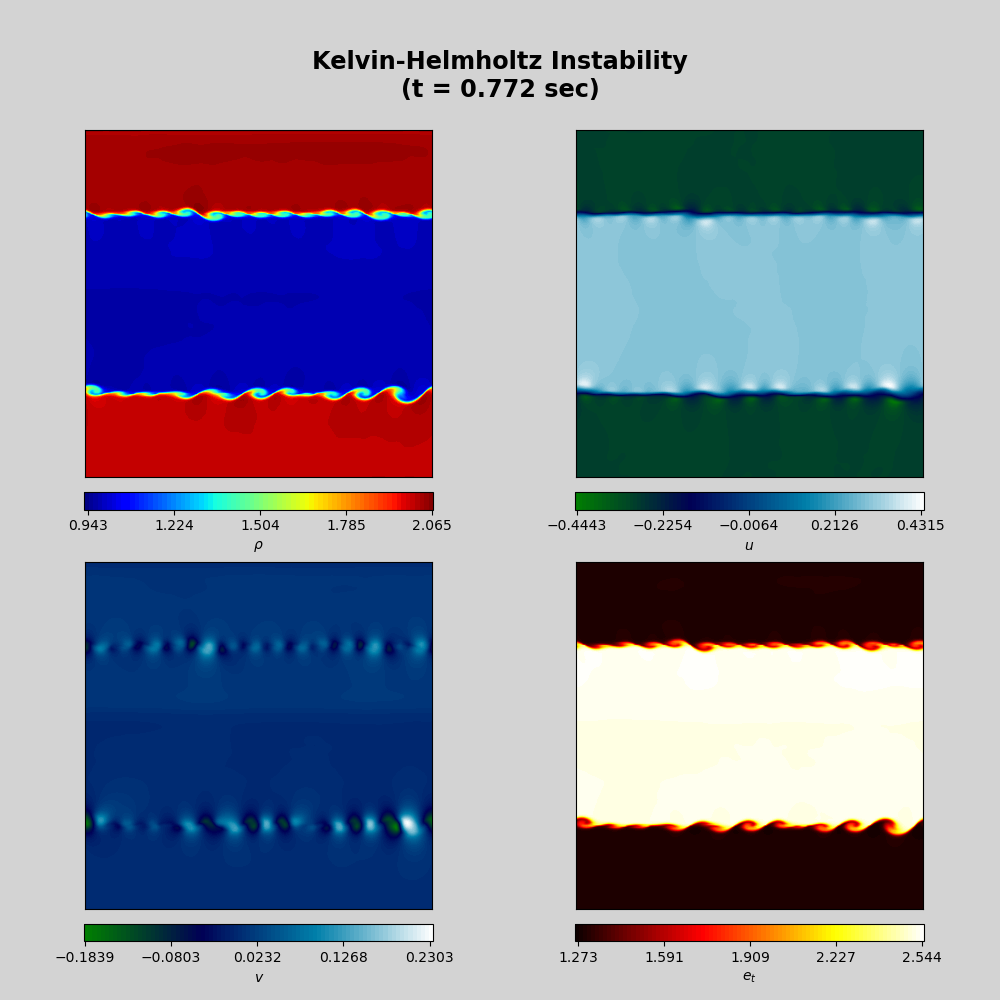 Kelvin-Helmholtz Instability
(t = 0.772 sec)
0.943 1.224 1.504 1.785 2.065
ρ
−0.4443 −0.2254 −0.0064 0.2126 0.4315
u
−0.1839 −0.0803 0.0232 0.1268 0.2303
v
1.273 1.591 1.909 2.227 2.544
e_t